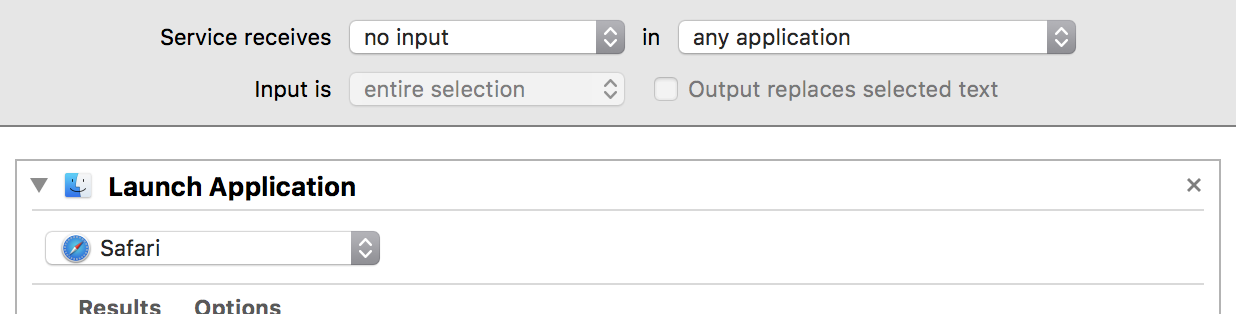 Service receives no input in any application
Input is entire selection Output replaces selected text
Launch Application
Safari
Results Options